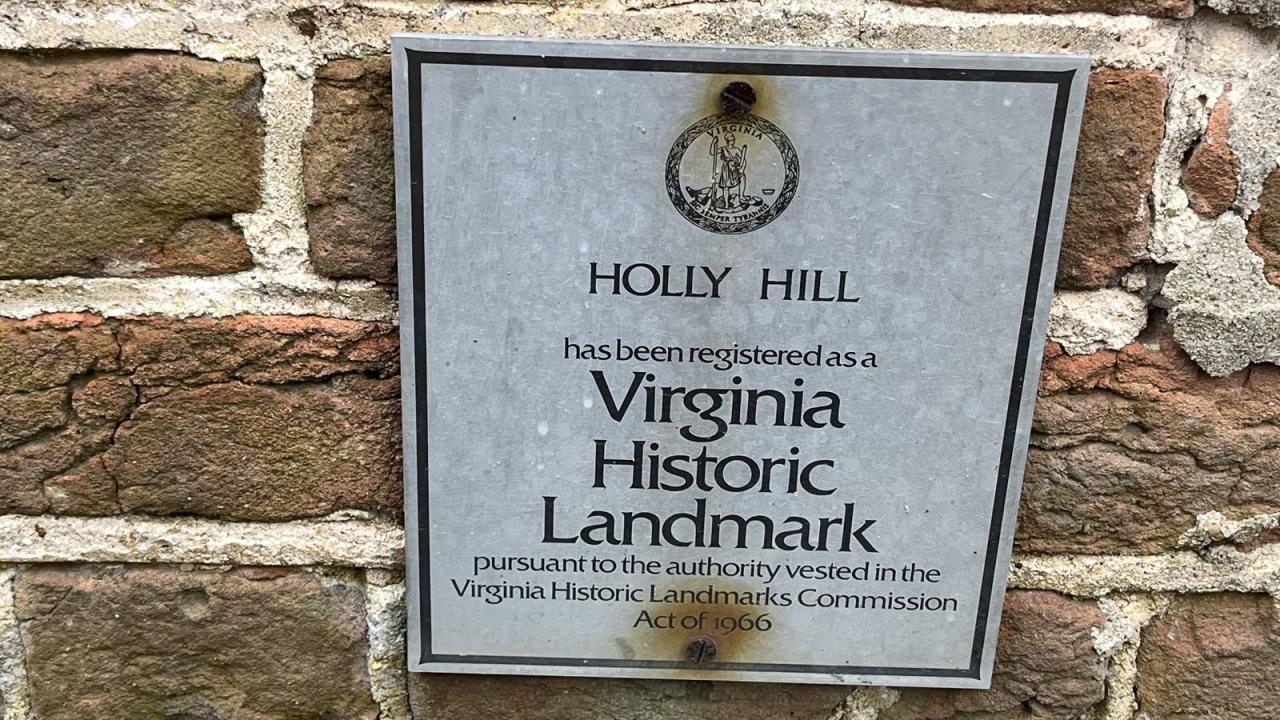 VIRGINIA
SIC SEMPER TYRANNIS
HOLLY HILL
has been registered as a
Virginia
Historic
Landmark
pursuant to the authority vested in the
Virginia Historic Landmarks Commission
Act of 1966